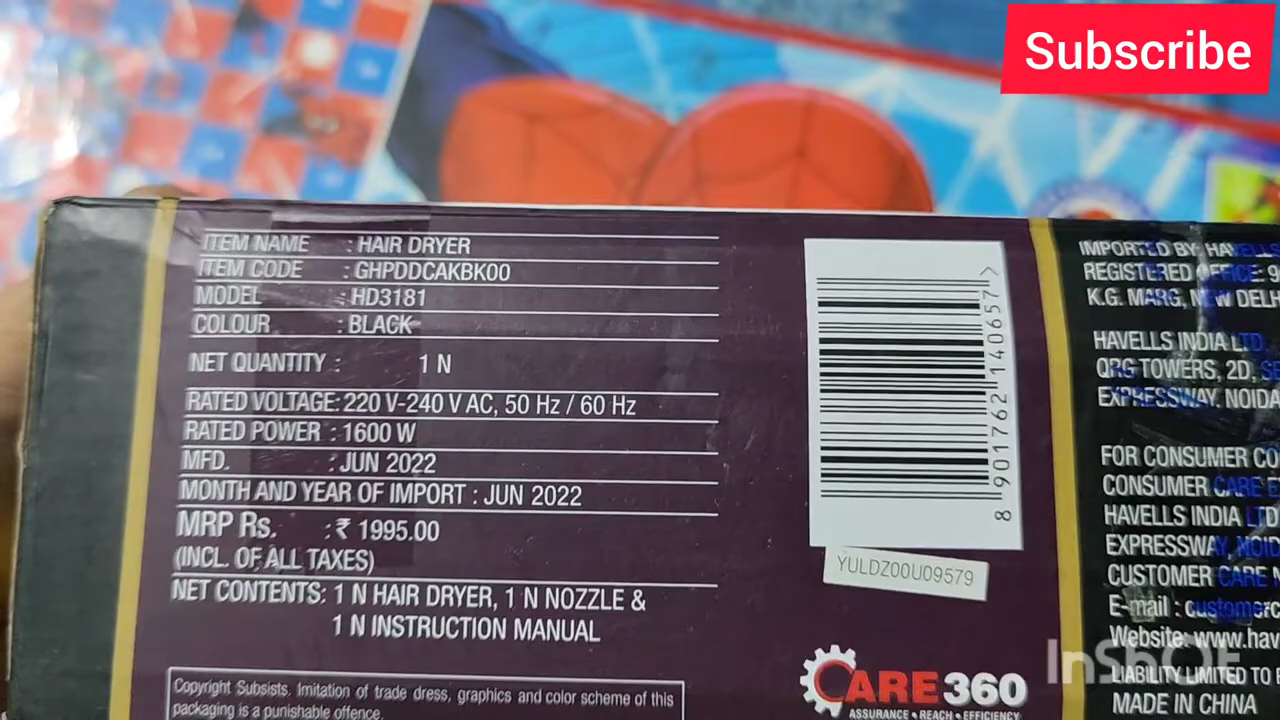 Subscribe
ITEM NAME : HAIR DRYER
ITEM CODE : GHPDDCAKBK00
MODEL : HD3181
COLOUR : BLACK
NET QUANTITY : 1 N
RATED VOLTAGE: 220 V-240 V AC, 50 Hz / 60 Hz
RATED POWER : 1600 W
MFD. : JUN 2022
MONTH AND YEAR OF IMPORT : JUN 2022
MRP Rs. : ₹ 1995.00
(INCL. OF ALL TAXES)
NET CONTENTS: 1 N HAIR DRYER, 1 N NOZZLE &
1 N INSTRUCTION MANUAL
Copyright Subsists. Imitation of trade dress, graphics and color scheme of this
packaging is a punishable offence.
8 901762 140657 >
YULDZ00U09579
CARE 360
ASSURANCE • REACH • EFFICIENCY
IMPORTED BY: HAVELLS
REGISTERED OFFICE: 9
K.G. MARG, NEW DELH
HAVELLS INDIA LTD
QRG TOWERS, 2D, SE
EXPRESSWAY, NOIDA
FOR CONSUMER CO
CONSUMER CARE E
HAVELLS INDIA LTD
EXPRESSWAY, NOID
CUSTOMER CARE N
E-mail : customerc
Website: www.hav
LIABILITY LIMITED TO
MADE IN CHINA
InShOt